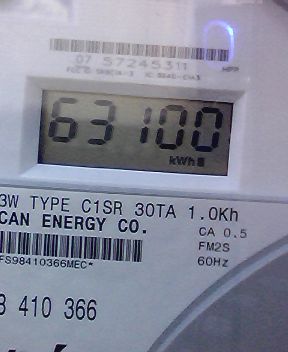 07 57245311
63100
kWh
3W TYPE C1SR 30TA 1.0Kh
CAN ENERGY CO.
CA 0.5
FM2S
60Hz
FS98410366MEC*
8 410 366